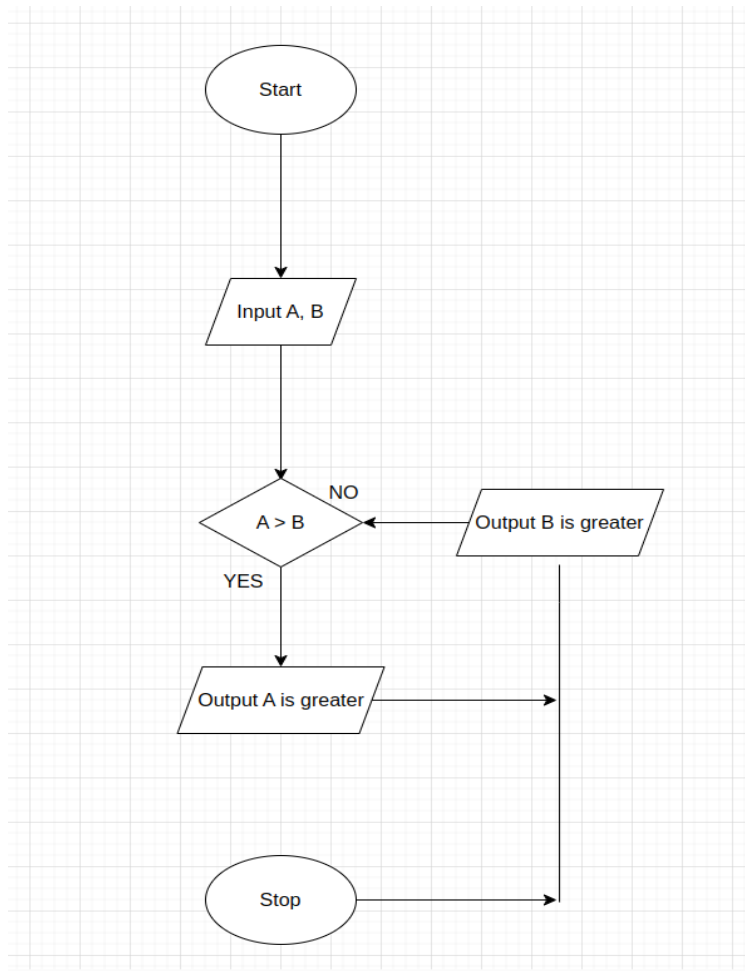 Start
Input A, B
NO
A > B
Output B is greater
YES
Output A is greater
Stop